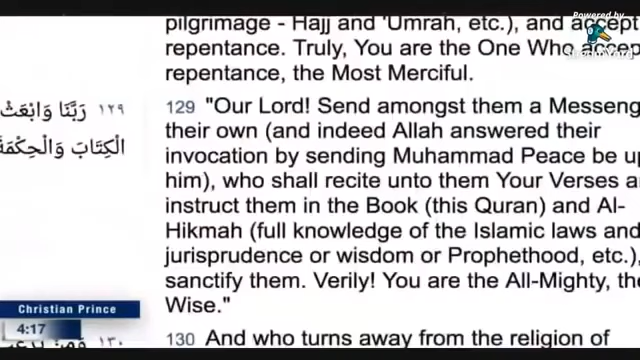 Powered by
pilgrimage - Hajj and 'Umrah, etc.), and accept
repentance. Truly, You are the One Who accep
repentance, the Most Merciful.
١٢٩ رَبَّنَا وَابْعَثْ
الْكِتَابَ وَالْحِكْمَةَ
129 "Our Lord! Send amongst them a Messeng
their own (and indeed Allah answered their
invocation by sending Muhammad Peace be up
him), who shall recite unto them Your Verses a
instruct them in the Book (this Quran) and Al-
Hikmah (full knowledge of the Islamic laws and
jurisprudence or wisdom or Prophethood, etc.),
sanctify them. Verily! You are the All-Mighty, the
Wise."
130 And who turns away from the religion of
Christian Prince
4:17